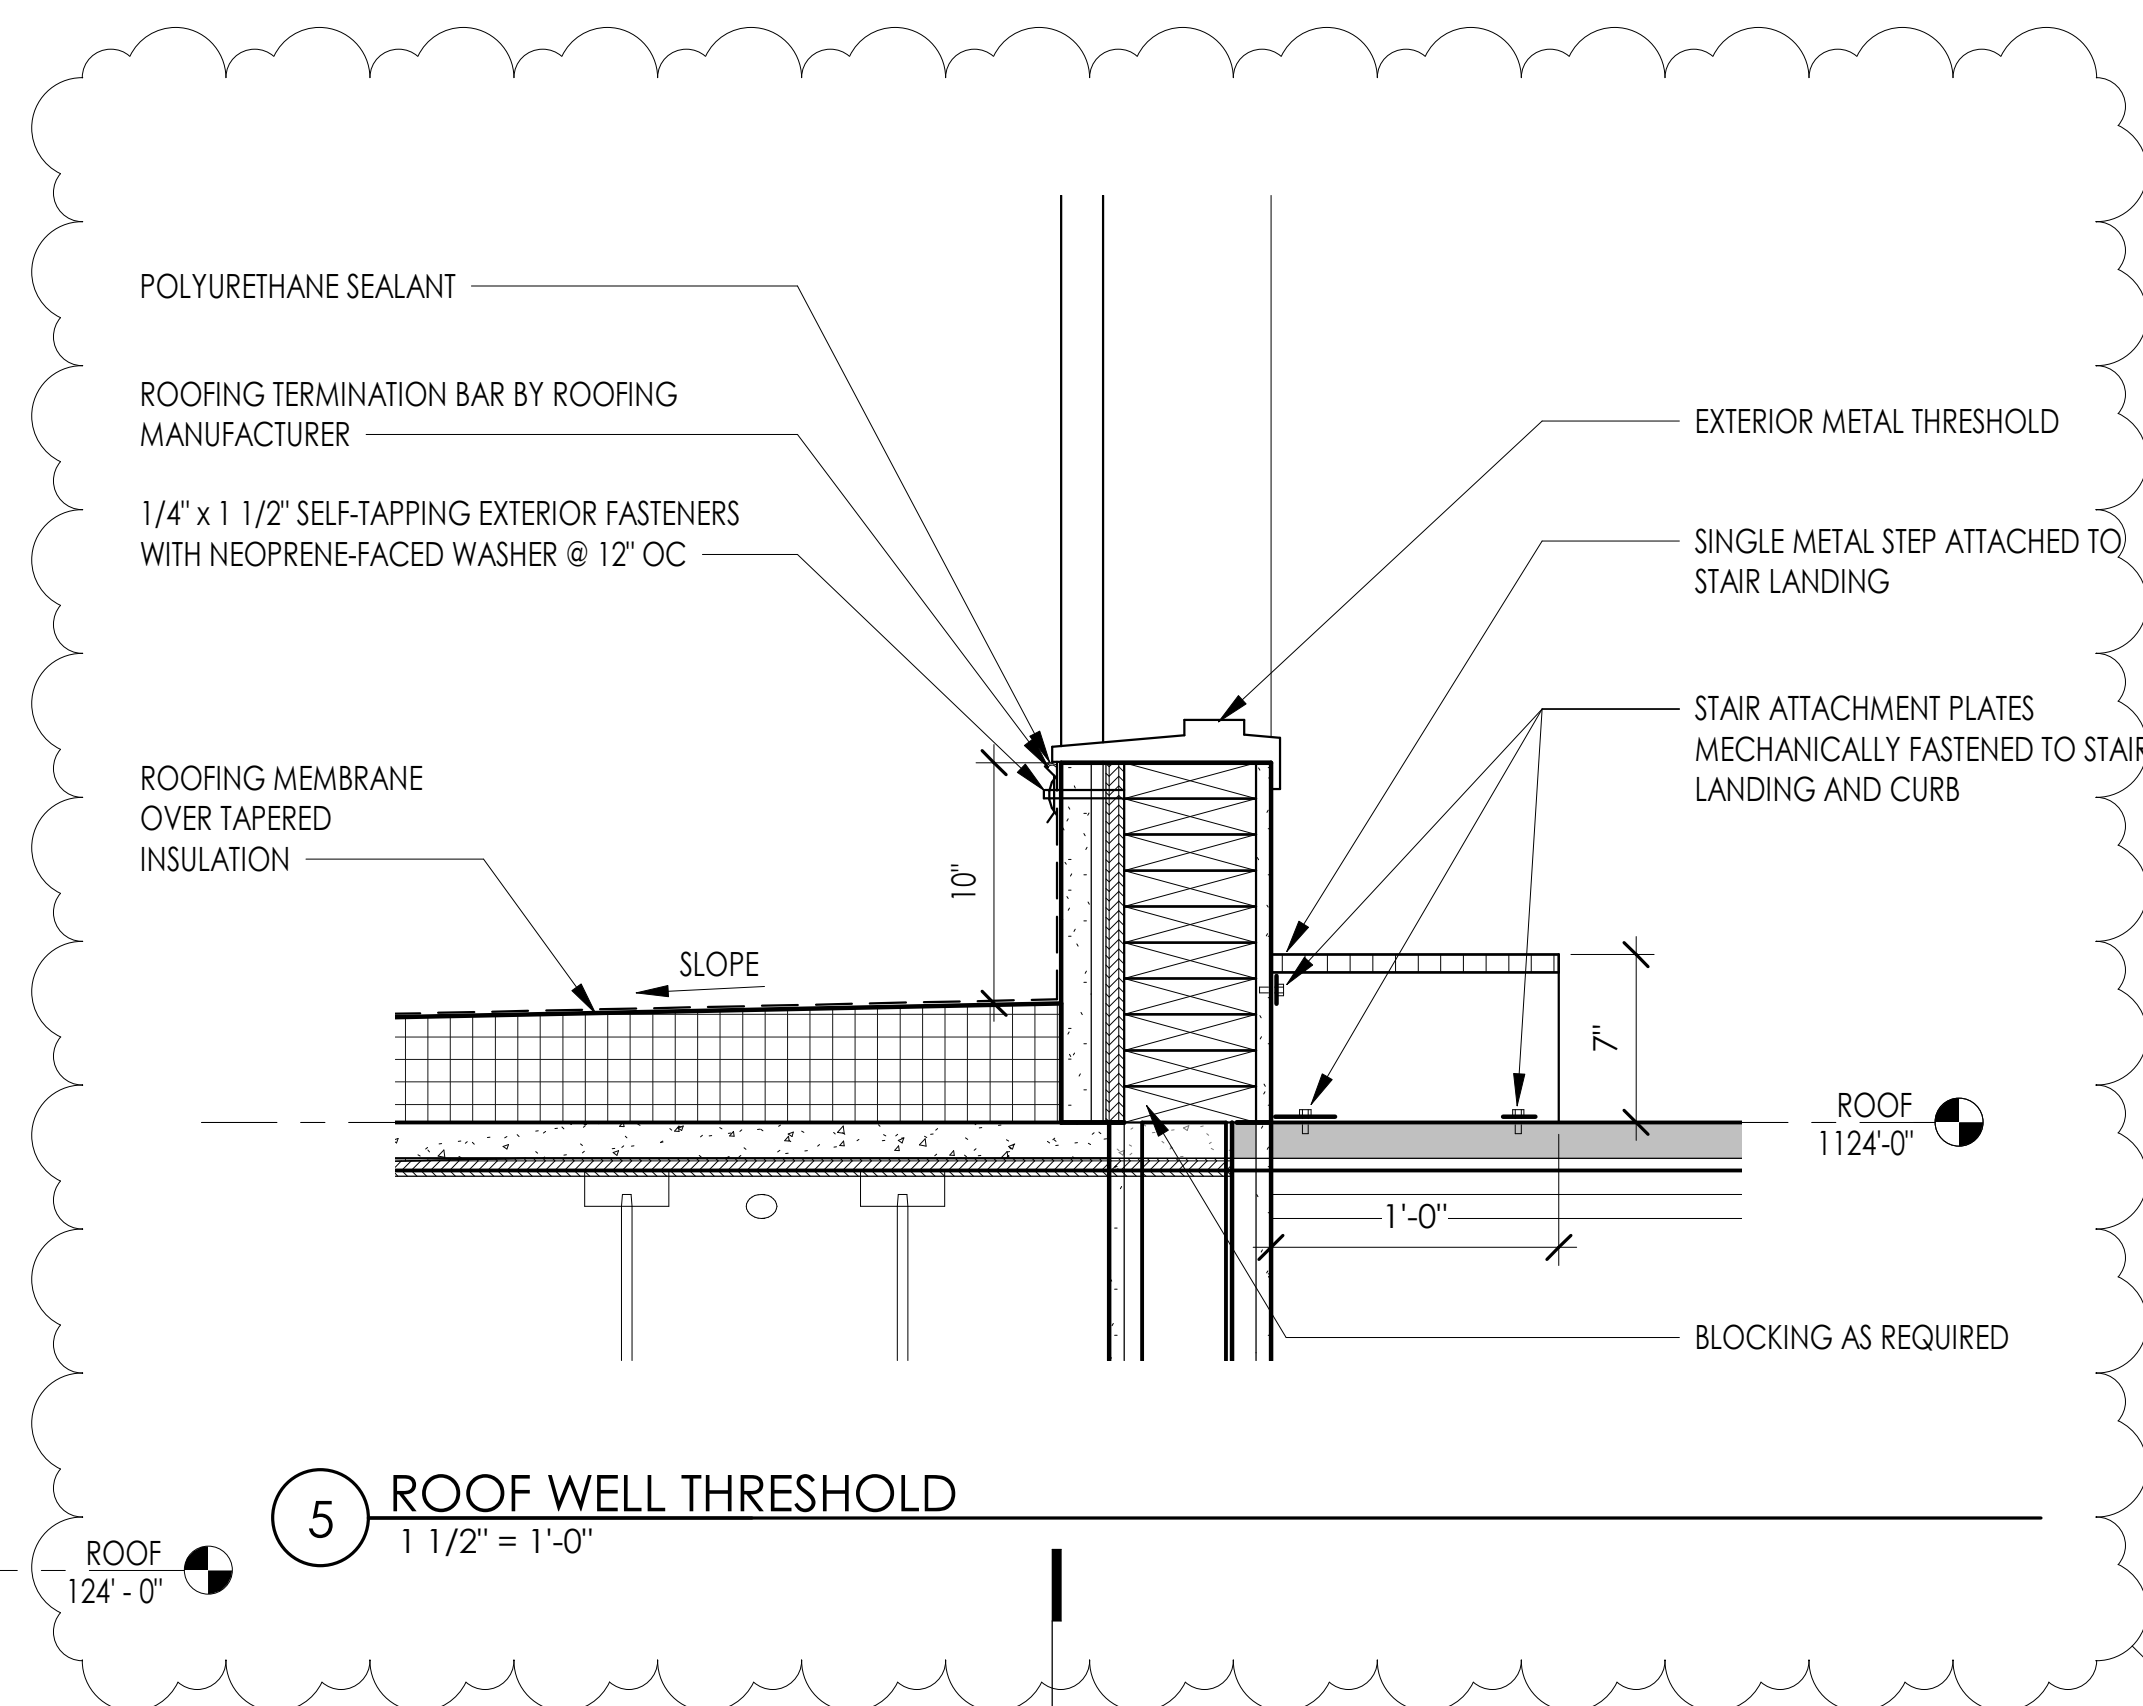 POLYURETHANE SEALANT
ROOFING TERMINATION BAR BY ROOFING
MANUFACTURER
1/4" x 1 1/2" SELF-TAPPING EXTERIOR FASTENERS
WITH NEOPRENE-FACED WASHER @ 12" OC
ROOFING MEMBRANE
OVER TAPERED
INSULATION
SLOPE
10"
EXTERIOR METAL THRESHOLD
SINGLE METAL STEP ATTACHED TO
STAIR LANDING
STAIR ATTACHMENT PLATES
MECHANICALLY FASTENED TO STAIR
LANDING AND CURB
7"
ROOF
1124'-0"
1'-0"
BLOCKING AS REQUIRED
5
ROOF WELL THRESHOLD
1 1/2" = 1'-0"
ROOF
124' - 0"